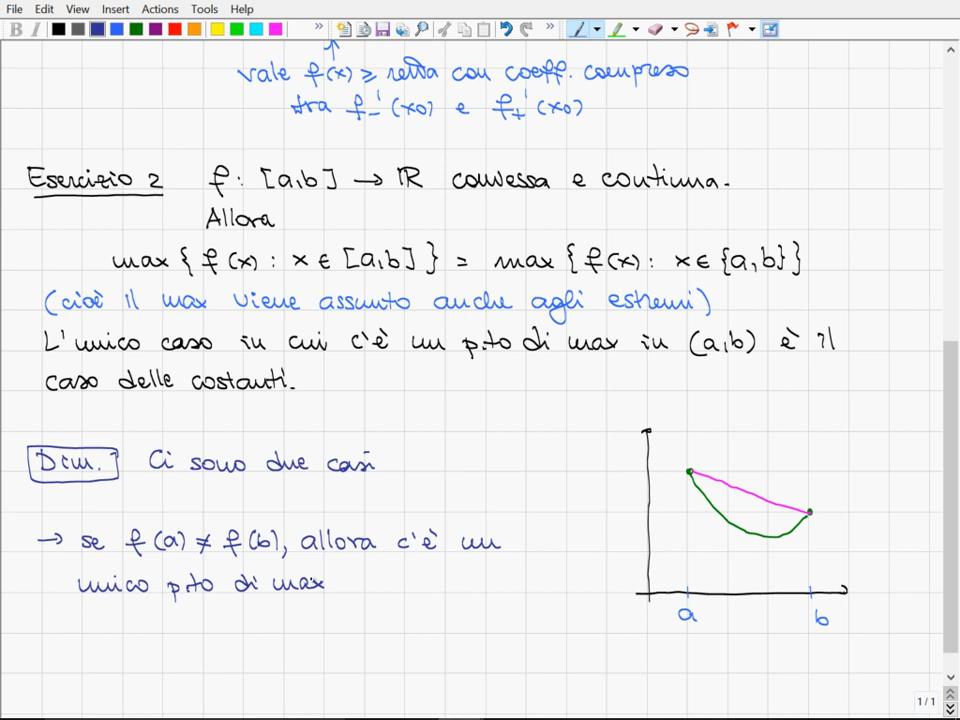 File Edit View Insert Actions Tools Help
B I
vale f(x) ≥ retta con coeff. compreso
tra f_-'(x0) e f_+'(x0)
Esercizio 2 f: [a,b] → ℝ convessa e continua.
Allora
max{f(x): x ∈ [a,b]} = max{f(x): x ∈ {a,b}}
(cioè il max viene assunto anche agli estremi)
L'unico caso in cui c'è un p.to di max in (a,b) è il
caso delle costanti.
Dim. Ci sono due casi
→ se f(a) ≠ f(b), allora c'è un
unico p.to di max
a b
1/1